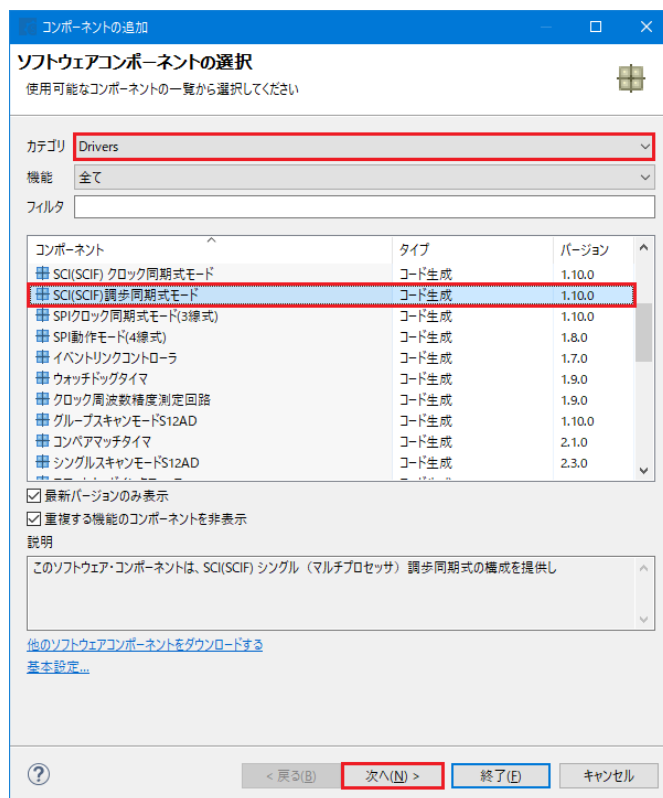 コンポーネントの追加
ソフトウェアコンポーネントの選択
使用可能なコンポーネントの一覧から選択してください
カテゴリ Drivers
機能 全て
フィルタ
コンポーネント タイプ バージョン
SCI(SCIF) クロック同期式モード コード生成 1.10.0
SCI(SCIF)調歩同期式モード コード生成 1.10.0
SPIクロック同期式モード(3線式) コード生成 1.10.0
SPI動作モード(4線式) コード生成 1.8.0
イベントリンクコントローラ コード生成 1.7.0
ウォッチドッグタイマ コード生成 1.9.0
クロック周波数精度測定回路 コード生成 1.9.0
グループスキャンモードS12AD コード生成 1.10.0
コンペアマッチタイマ コード生成 2.1.0
シングルスキャンモードS12AD コード生成 2.3.0
最新バージョンのみ表示
重複する機能のコンポーネントを非表示
説明
このソフトウェア・コンポーネントは、SCI(SCIF) シングル（マルチプロセッサ）調歩同期式の構成を提供し
他のソフトウェアコンポーネントをダウンロードする
基本設定...
? < 戻る(B) 次へ(N) > 終了(F) キャンセル